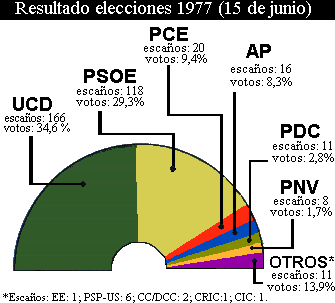 Resultado elecciones 1977 (15 de junio)
PCE
escaños: 20
votos: 9,4%
AP
escaños: 16
votos: 8,3%
PSOE
escaños: 118
votos: 29,3%
UCD
escaños: 166
votos: 34,6 %
PDC
escaños: 11
votos: 2,8%
PNV
escaños: 8
votos: 1,7%
OTROS*
escaños: 11
votos: 13,9%
*Escaños: EE: 1; PSP-US: 6; CC/DCC: 2; CRIC:1; CIC: 1.